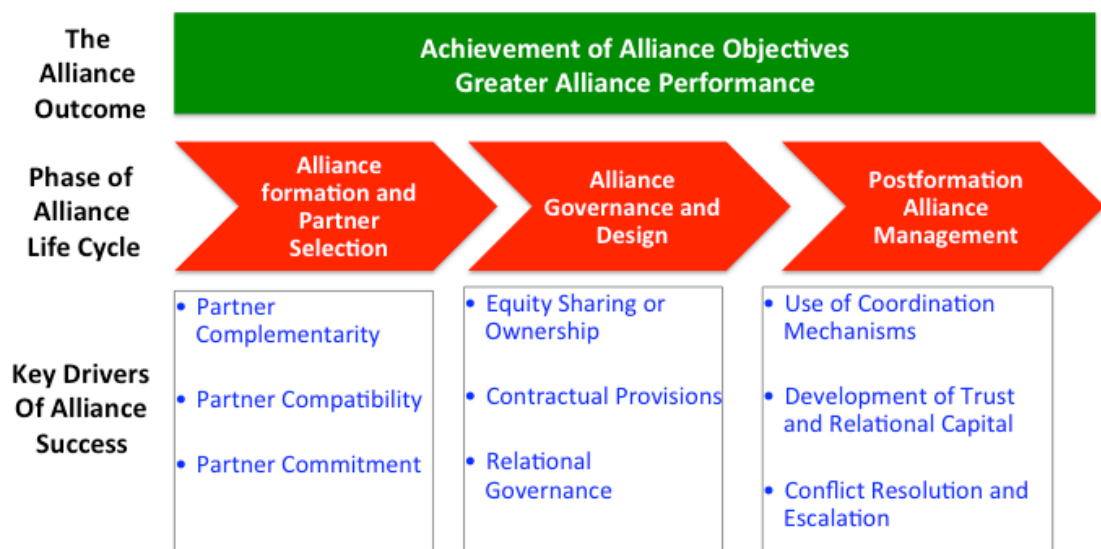 The
Alliance
Outcome
Achievement of Alliance Objectives
Greater Alliance Performance
Phase of
Alliance
Life Cycle
Alliance
formation and
Partner
Selection
Alliance
Governance and
Design
Postformation
Alliance
Management
Key Drivers
Of Alliance
Success
• Partner
Complementarity
• Partner Compatibility
• Partner Commitment
• Equity Sharing or
Ownership
• Contractual Provisions
• Relational
Governance
• Use of Coordination
Mechanisms
• Development of Trust
and Relational Capital
• Conflict Resolution and
Escalation